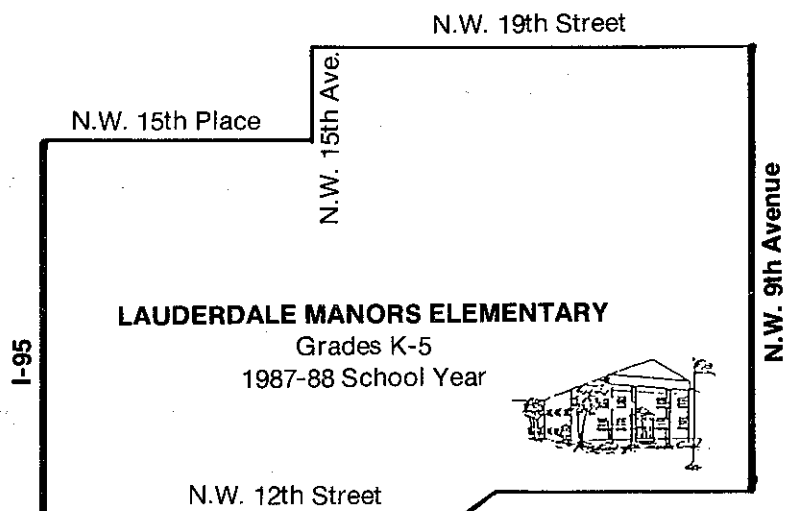 N.W. 19th Street
N.W. 15th Place
N.W. 15th Ave.
N.W. 9th Avenue
I-95
LAUDERDALE MANORS ELEMENTARY
Grades K-5
1987-88 School Year
N.W. 12th Street